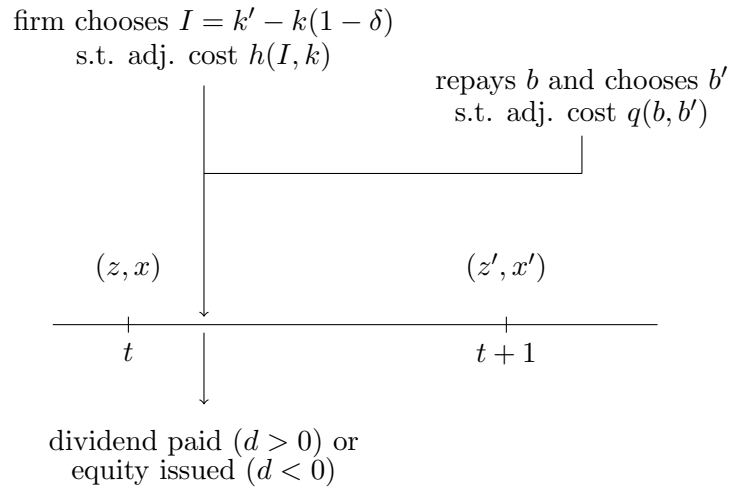 firm chooses I = k′ − k(1 − δ)
s.t. adj. cost h(I, k)
repays b and chooses b′
s.t. adj. cost q(b, b′)
(z, x)
(z′, x′)
t
t + 1
dividend paid (d > 0) or
equity issued (d < 0)